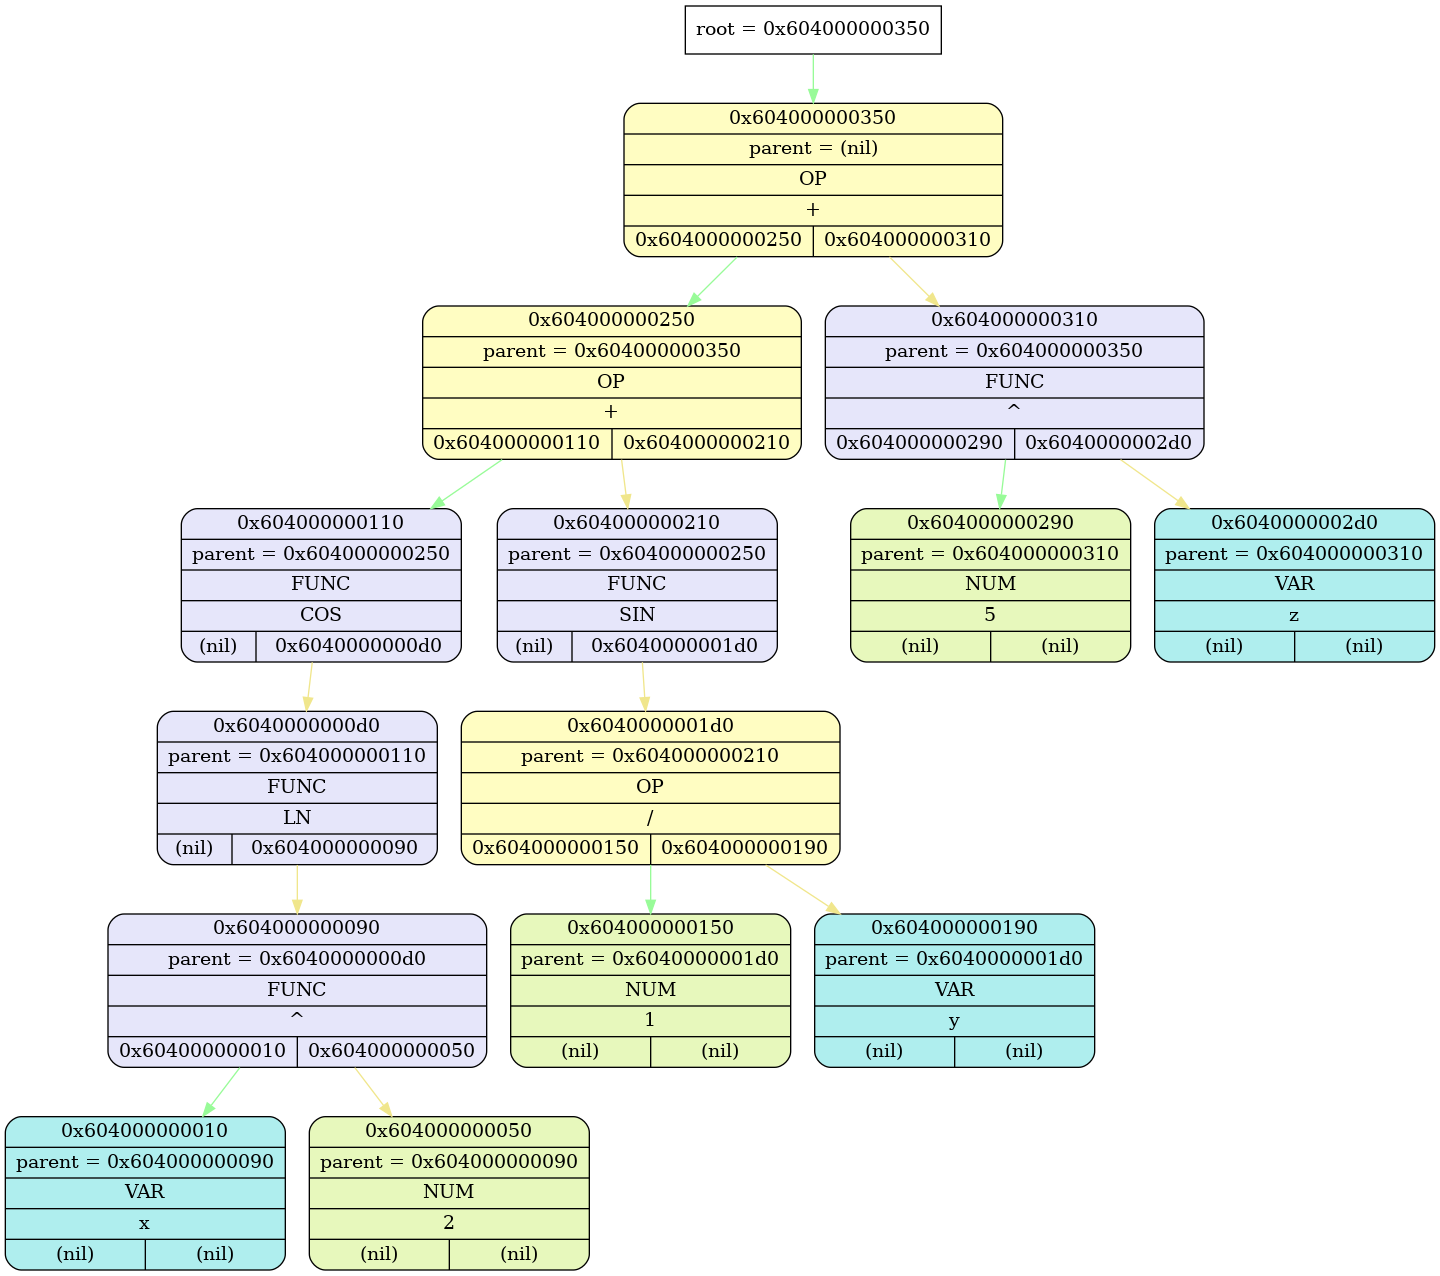 root = 0x604000000350
0x604000000350
parent = (nil)
OP
+
0x604000000250 0x604000000310
0x604000000250
parent = 0x604000000350
OP
+
0x604000000110 0x604000000210
0x604000000310
parent = 0x604000000350
FUNC
^
0x604000000290 0x6040000002d0
0x604000000110
parent = 0x604000000250
FUNC
COS
(nil) 0x6040000000d0
0x604000000210
parent = 0x604000000250
FUNC
SIN
(nil) 0x6040000001d0
0x604000000290
parent = 0x604000000310
NUM
5
(nil) (nil)
0x6040000002d0
parent = 0x604000000310
VAR
z
(nil) (nil)
0x6040000000d0
parent = 0x604000000110
FUNC
LN
(nil) 0x604000000090
0x6040000001d0
parent = 0x604000000210
OP
/
0x604000000150 0x604000000190
0x604000000090
parent = 0x6040000000d0
FUNC
^
0x604000000010 0x604000000050
0x604000000150
parent = 0x6040000001d0
NUM
1
(nil) (nil)
0x604000000190
parent = 0x6040000001d0
VAR
y
(nil) (nil)
0x604000000010
parent = 0x604000000090
VAR
x
(nil) (nil)
0x604000000050
parent = 0x604000000090
NUM
2
(nil) (nil)